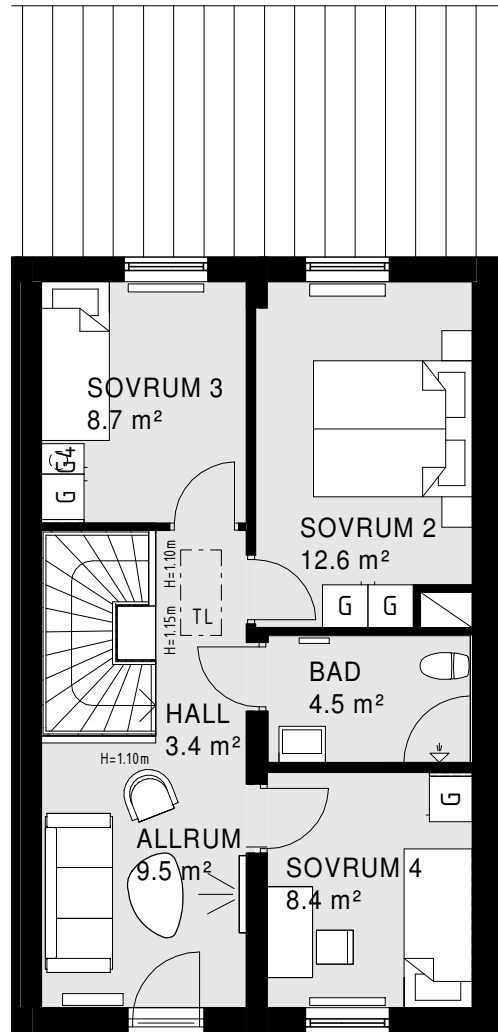 SOVRUM 3
8.7 m²
G4
G
SOVRUM 2
12.6 m²
G
G
H=1.10m
TL
H=1.15m
BAD
4.5 m²
HALL
3.4 m²
H=1.10m
G
ALLRUM
9.5 m²
SOVRUM 4
8.4 m²